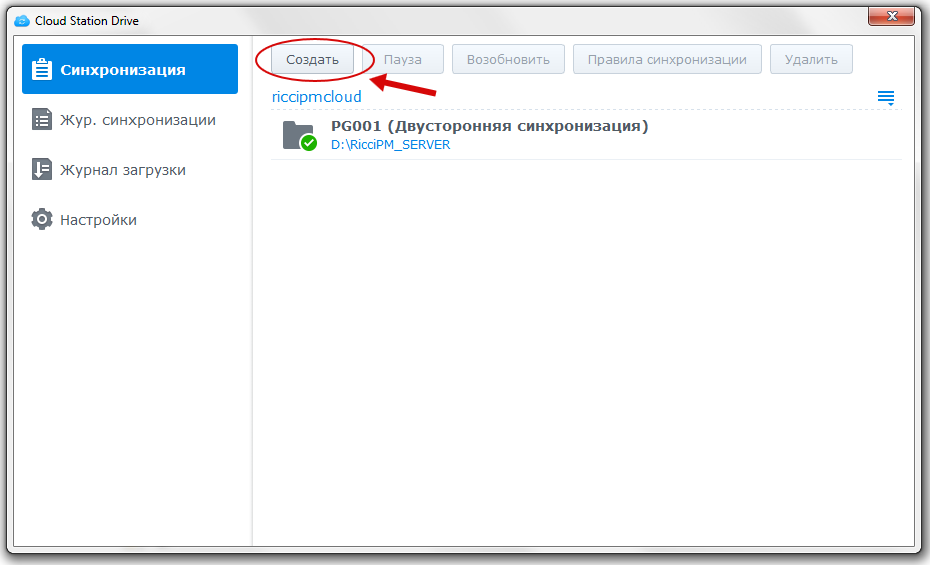 Cloud Station Drive
Синхронизация
Жур. синхронизации
Журнал загрузки
Настройки
Создать Пауза Возобновить Правила синхронизации Удалить
riccipmcloud
PG001 (Двусторонняя синхронизация)
D:\RicciPM_SERVER